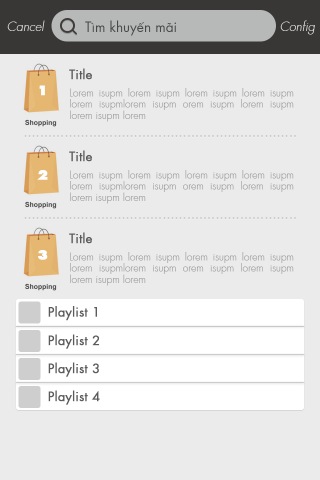 Cancel
Tìm khuyến mãi
Config
1
Shopping
Title
Lorem isupm lorem isupm lorem isupm lorem
isupm lorem isupmlorem isupm orem isupm lorem isupm
lorem isupm lorem
2
Shopping
Title
Lorem isupm lorem isupm lorem isupm lorem isupm
lorem isupmlorem isupm orem isupm lorem isupm
lorem isupm lorem
3
Shopping
Title
Lorem isupm lorem isupm lorem isupm lorem isupm
lorem isupmlorem isupm orem isupm lorem isupm
lorem isupm lorem
Playlist 1
Playlist 2
Playlist 3
Playlist 4